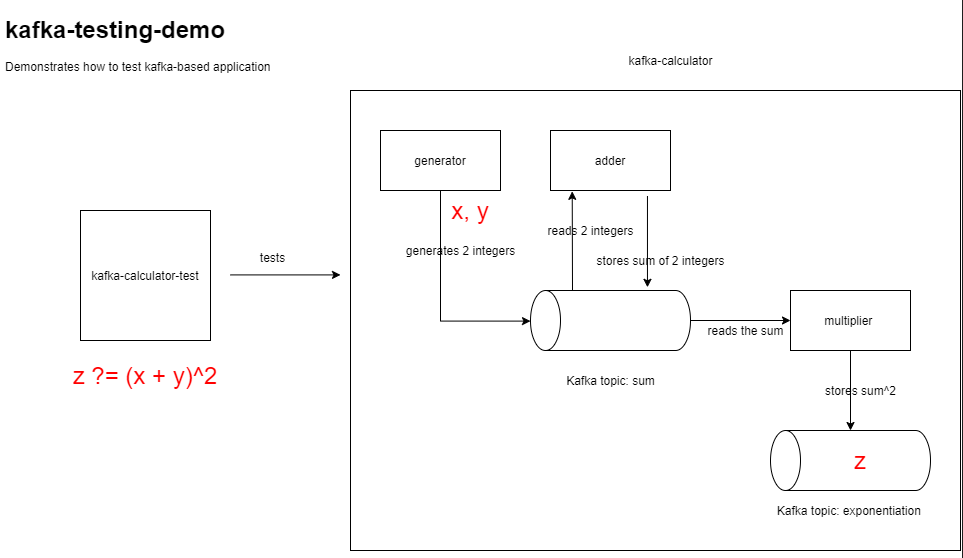 kafka-testing-demo
Demonstrates how to test kafka-based application
kafka-calculator
generator
adder
x, y
reads 2 integers
generates 2 integers
stores sum of 2 integers
tests
kafka-calculator-test
multiplier
reads the sum
z ?= (x + y)^2
Kafka topic: sum
stores sum^2
z
Kafka topic: exponentiation